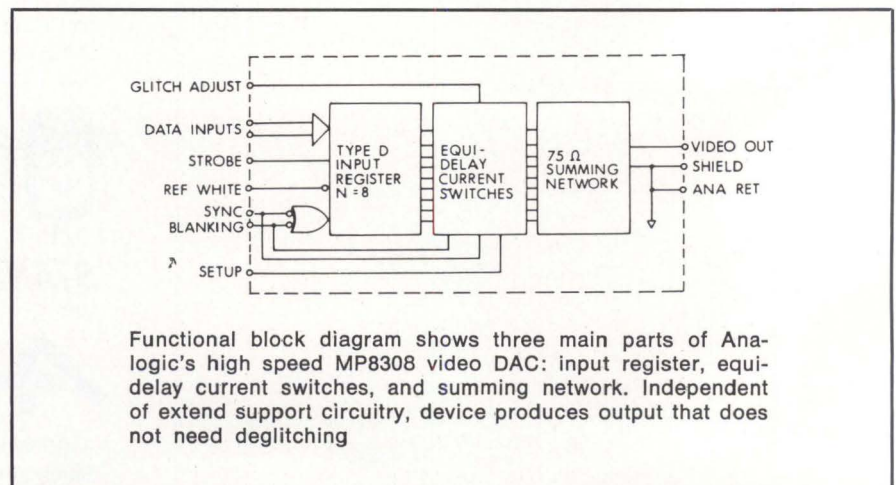 GLITCH ADJUST
DATA INPUTS
STROBE
REF WHITE
SYNC
BLANKING
SETUP
TYPE D
INPUT
REGISTER
N = 8
EQUI-
DELAY
CURRENT
SWITCHES
75 Ω
SUMMING
NETWORK
VIDEO OUT
SHIELD
ANA RET
Functional block diagram shows three main parts of Ana-
logic's high speed MP8308 video DAC: input register, equi-
delay current switches, and summing network. Independent
of extend support circuitry, device produces output that does
not need deglitching